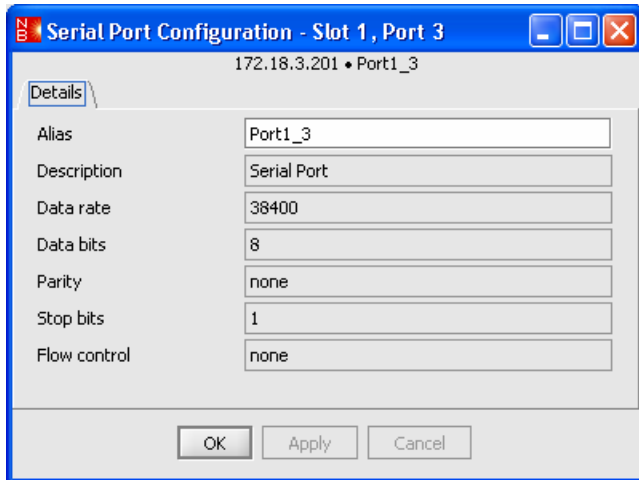 NB Serial Port Configuration - Slot 1, Port 3
172.18.3.201 • Port1_3
Details
Alias Port1_3
Description Serial Port
Data rate 38400
Data bits 8
Parity none
Stop bits 1
Flow control none
OK Apply Cancel